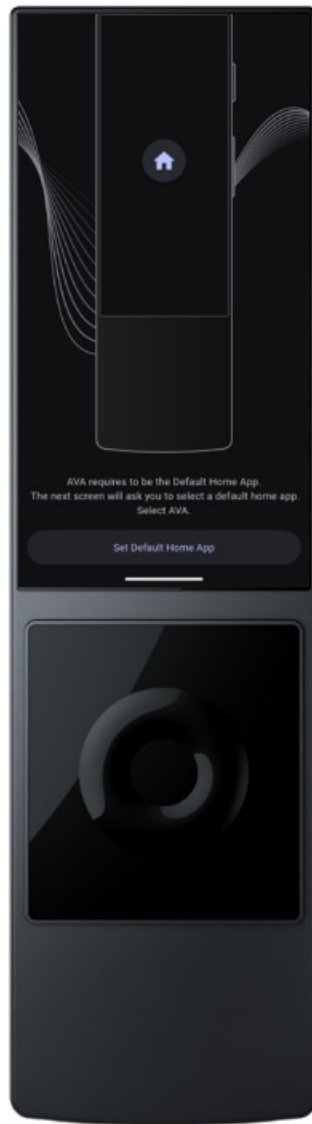 AVA requires to be the Default Home App.
The next screen will ask you to select a default home app.
Select AVA.
Set Default Home App